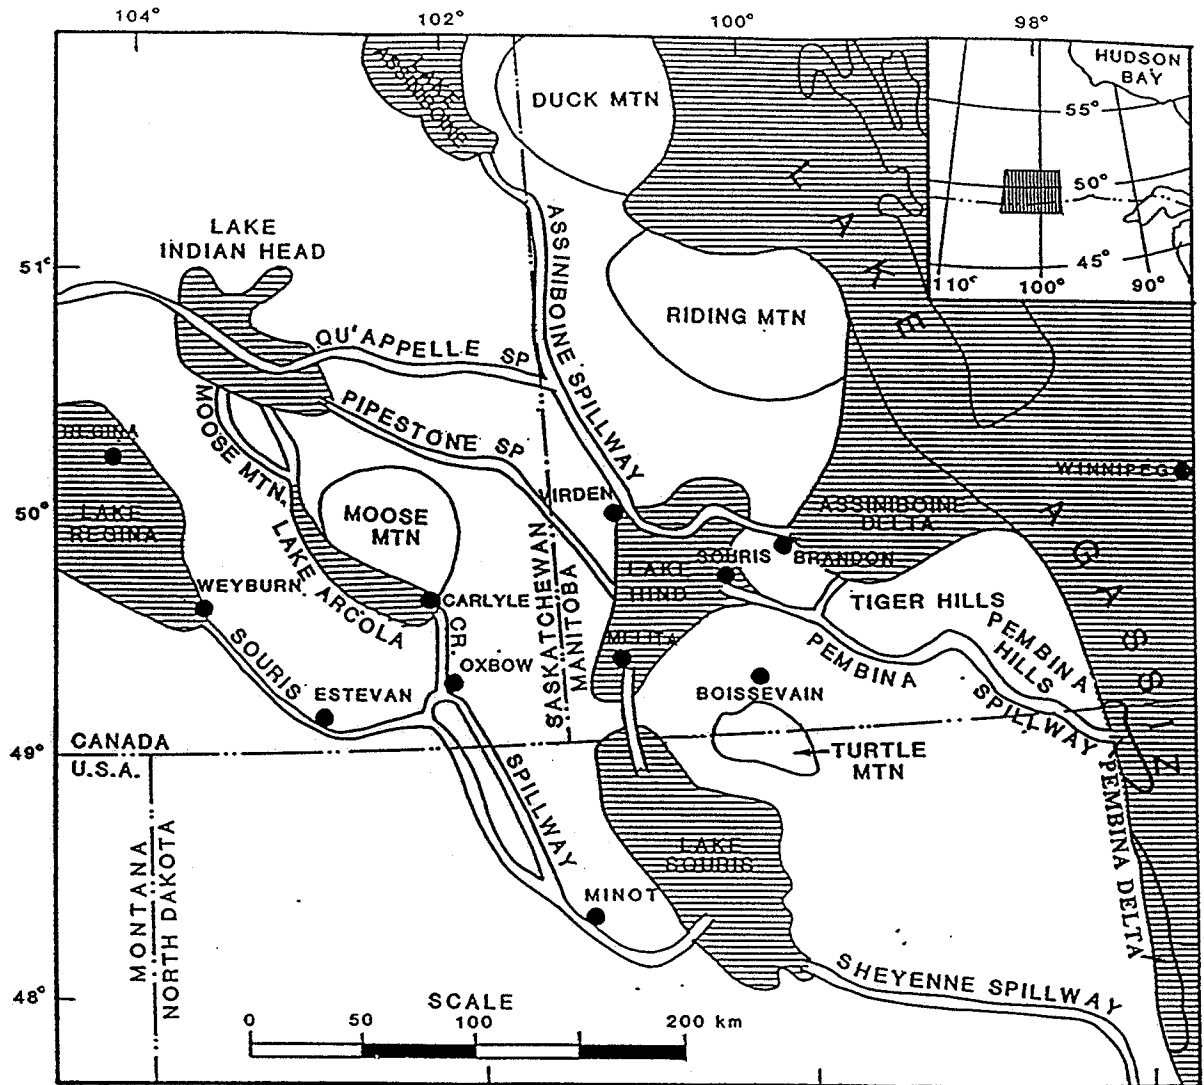 104°
102°
100°
98°
DUCK MTN
HUDSON
BAY
55°
50°
45°
110°
100°
90°
LAKE
INDIAN HEAD
51°
ASSINIBOINE SPILLWAY
RIDING MTN
LAKE
AGASSIZ
QU'APPELLE SP
PIPESTONE SP
MOOSE MTN.
REGINA
WINNIPEG
50°
LAKE
REGINA
MOOSE
MTN
VIRDEN
ASSINIBOINE
DELTA
SOURIS
BRANDON
LAKE
HIND
WEYBURN
LAKE ARCOLA
CARLYLE
TIGER HILLS
CR.
SASKATCHEWAN
MANITOBA
MELITA
PEMBINA
HILLS
OXBOW
SOURIS
ESTEVAN
BOISSEVAIN
PEMBINA
SPILLWAY
49°
CANADA
U.S.A.
SPILLWAY
TURTLE
MTN
PEMBINA DELTA
LAKE
SOURIS
MONTANA
NORTH DAKOTA
MINOT
SHEYENNE SPILLWAY
48°
SCALE
0
50
100
200 km